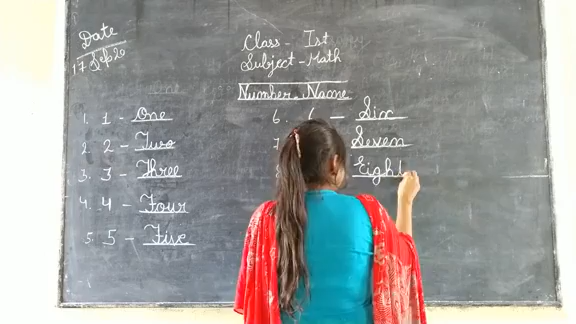 Date
17 Sep 20
Class - Ist
Subject - Math
Number Name
1. 1 - One
2 2 - Two
3. 3 - Three
4. 4 - Four
5. 5 - Five
6. 6 - Six
Seven
Eight